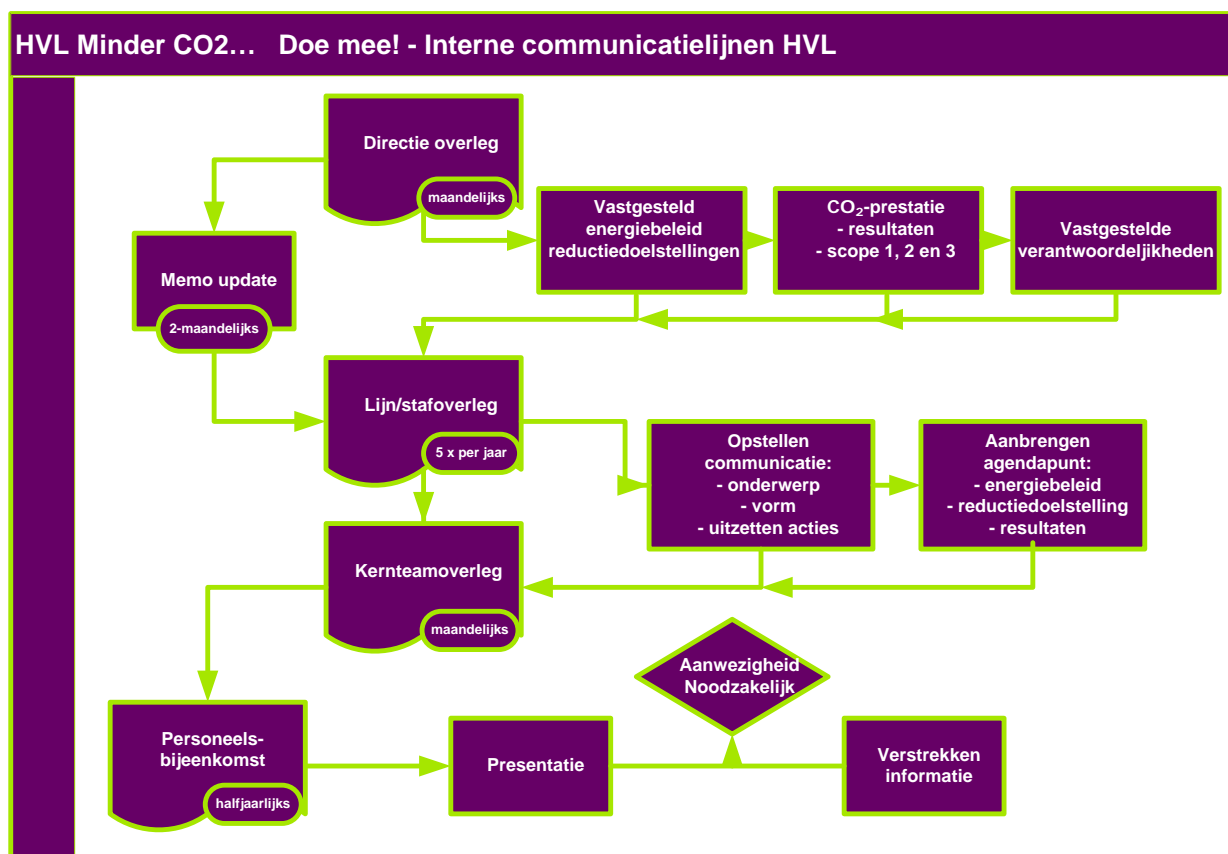 HVL Minder CO2… Doe mee! - Interne communicatielijnen HVL
Directie overleg
maandelijks
Vastgesteld
energiebeleid
reductiedoelstellingen
CO₂-prestatie
- resultaten
- scope 1, 2 en 3
Vastgestelde
verantwoordeljikheden
Memo update
2-maandelijks
Lijn/stafoverleg
5 x per jaar
Opstellen
communicatie:
- onderwerp
- vorm
- uitzetten acties
Aanbrengen
agendapunt:
- energiebeleid
- reductiedoelstelling
- resultaten
Kernteamoverleg
maandelijks
Aanwezigheid
Noodzakelijk
Personeels-
bijeenkomst
halfjaarlijks
Presentatie
Verstrekken
informatie